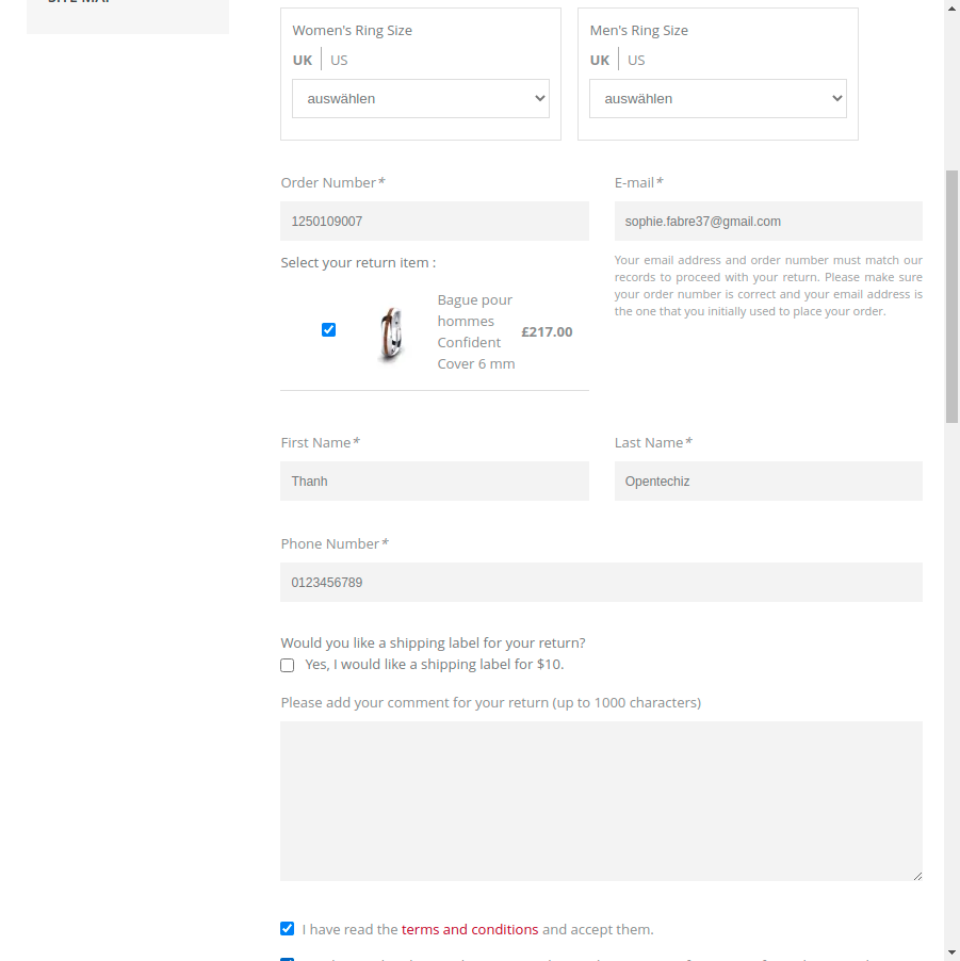 Women's Ring Size
Men's Ring Size
UK | US
UK | US
auswählen
auswählen
Order Number*
E-mail*
1250109007
sophie.fabre37@gmail.com
Select your return item :
Your email address and order number must match our
records to proceed with your return. Please make sure
your order number is correct and your email address is
the one that you initially used to place your order.
Bague pour
hommes
Confident
Cover 6 mm
£217.00
First Name*
Last Name*
Thanh
Opentechiz
Phone Number*
0123456789
Would you like a shipping label for your return?
Yes, I would like a shipping label for $10.
Please add your comment for your return (up to 1000 characters)
I have read the terms and conditions and accept them.